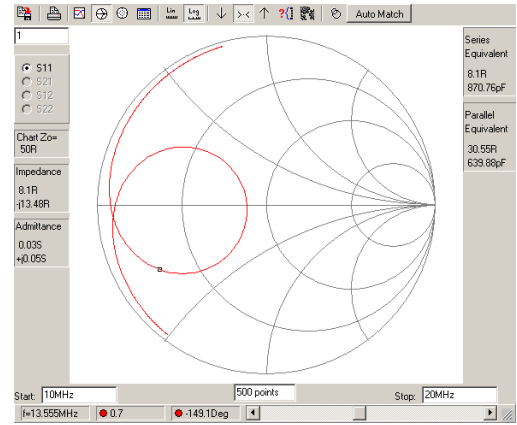 Lin
Log
?
Auto Match
1
S11
S21
S12
S22
Chart Zo=
50R
Impedance
8.1R
-j13.48R
Admittance
0.03S
+j0.05S
Series
Equivalent
8.1R
870.76pF
Parallel
Equivalent
30.55R
639.88pF
Start: 10MHz
500 points
Stop: 20MHz
f=13.555MHz
0.7
-149.1Deg